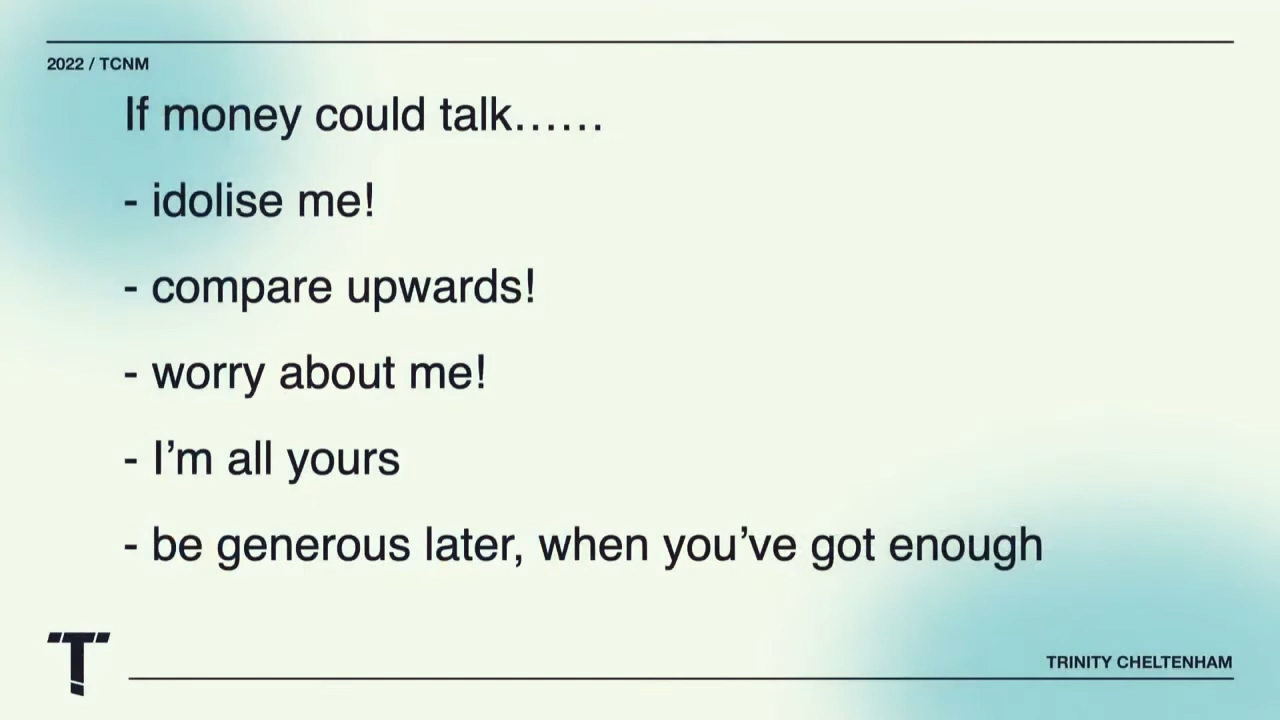 2022 / TCNM
If money could talk......
- idolise me!
- compare upwards!
- worry about me!
- I’m all yours
- be generous later, when you’ve got enough
T
TRINITY CHELTENHAM